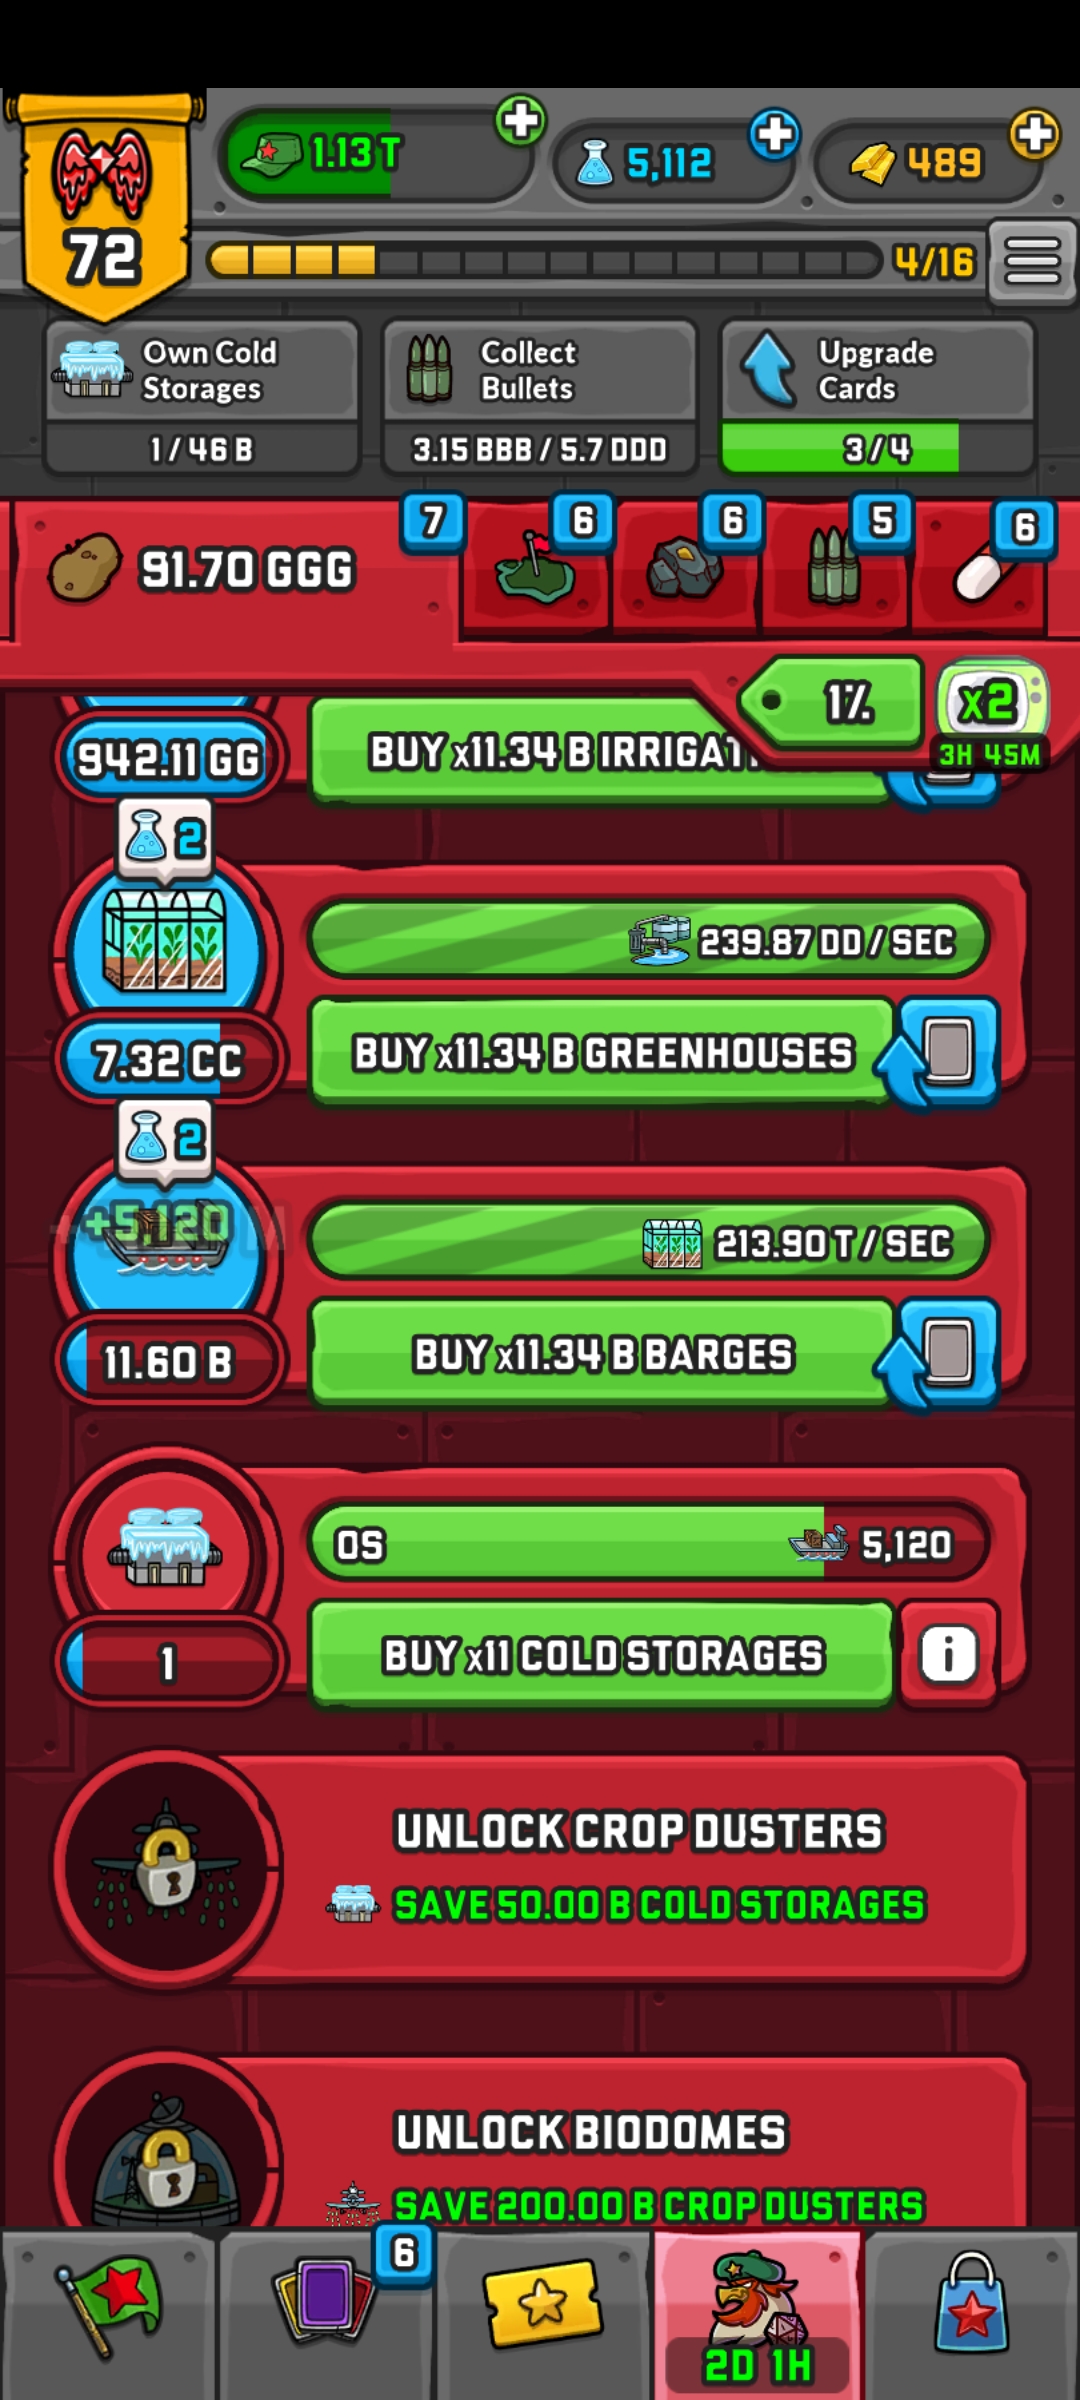 72
1.13 T
5,112
489
4/16
Own Cold
Storages
1 / 46 B
Collect
Bullets
3.15 BBB / 5.7 DDD
Upgrade
Cards
3/4
91.70 GGG
7
6
6
5
6
1%
x2
3H 45M
942.11 GG
BUY x11.34 B IRRIGAT
2
239.87 DD / SEC
7.32 CC
BUY x11.34 B GREENHOUSES
2
+5,120 M
213.90 T / SEC
11.60 B
BUY x11.34 B BARGES
0S
5,120
1
BUY x11 COLD STORAGES
i
UNLOCK CROP DUSTERS
SAVE 50.00 B COLD STORAGES
UNLOCK BIODOMES
SAVE 200.00 B CROP DUSTERS
6
2D 1H